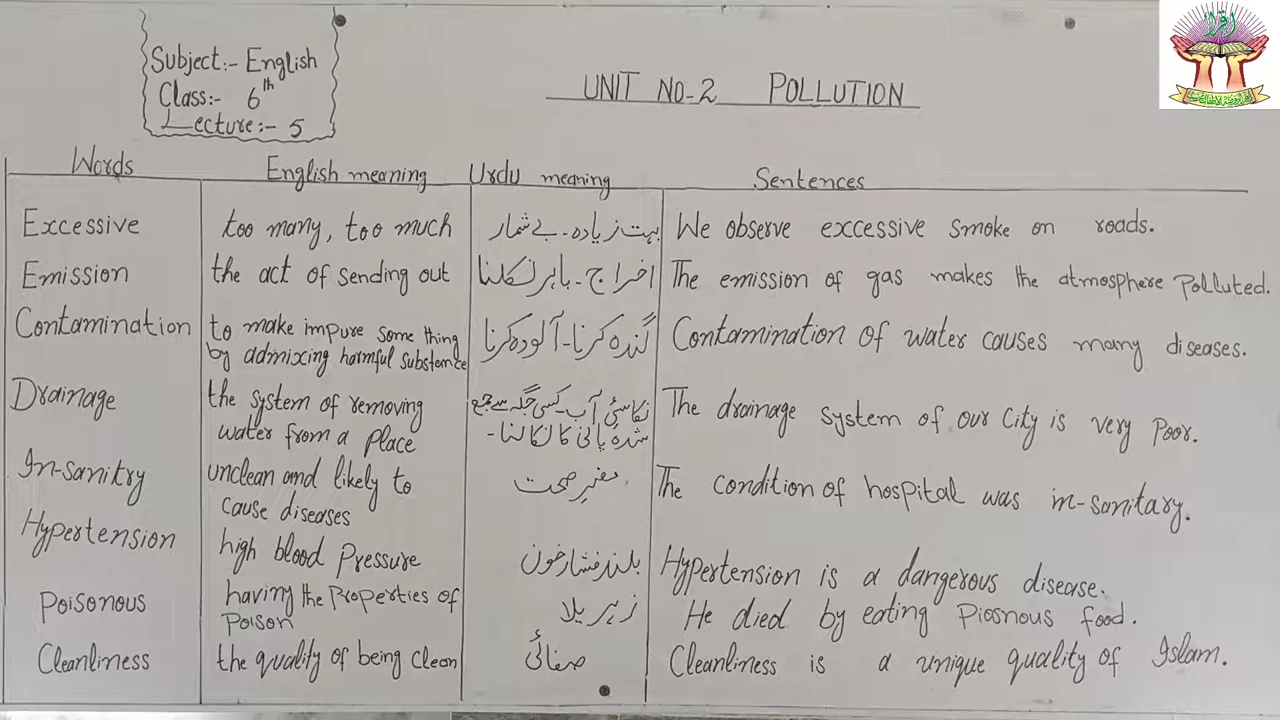 Subject:- English
Class:- 6th
Lecture:- 5
UNIT NO-2 POLLUTION
Words English meaning Urdu meaning Sentences
Excessive too many, too much بہت زیادہ - بے شمار We observe excessive smoke on roads.
Emission the act of sending out اخراج - باہر نکلنا The emission of gas makes the atmosphere polluted.
Contamination to make impure some thing گندہ کرنا - آلودہ کرنا Contamination of water causes many diseases.
by admixing harmful substance
Drainage the system of removing نکاسئ آب - کسی جگہ سے جمع The drainage system of our City is very Poor.
water from a place شدہ پانی کا نکالنا -
In-sanitry unclean and likely to مضر صحت The condition of hospital was in-sanitary.
cause diseases
Hypertension high blood pressure بلند فشار خون Hypertension is a dangerous disease.
Poisonous having the properties of زہریلا He died by eating Piosnous food.
Poison
Cleanliness the quality of being clean صفائی Cleanliness is a unique quality of Islam.
اقرأ